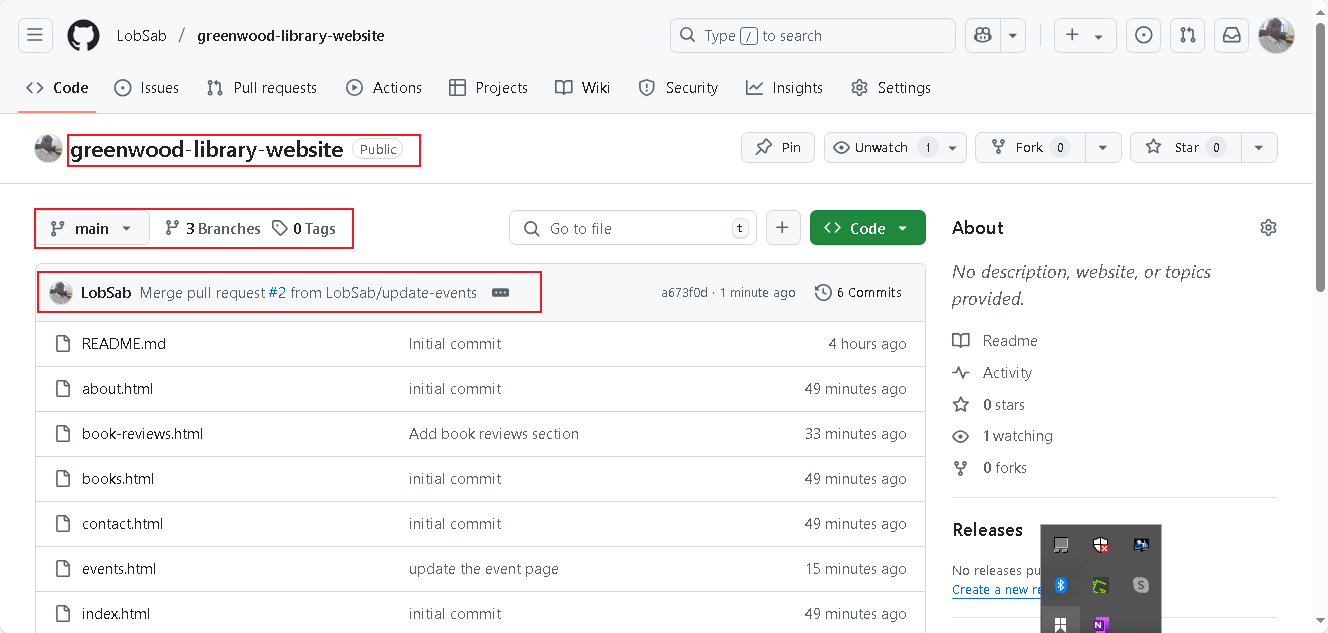 LobSab / greenwood-library-website
Type / to search
Code
Issues
Pull requests
Actions
Projects
Wiki
Security
Insights
Settings
greenwood-library-website Public
Pin
Unwatch 1
Fork 0
Star 0
main
3 Branches
0 Tags
Go to file t
Code
LobSab Merge pull request #2 from LobSab/update-events
a673f0d · 1 minute ago
6 Commits
README.md Initial commit 4 hours ago
about.html initial commit 49 minutes ago
book-reviews.html Add book reviews section 33 minutes ago
books.html initial commit 49 minutes ago
contact.html initial commit 49 minutes ago
events.html update the event page 15 minutes ago
index.html initial commit 49 minutes ago
About
No description, website, or topics
provided.
Readme
Activity
0 stars
1 watching
0 forks
Releases
No releases pu
Create a new re